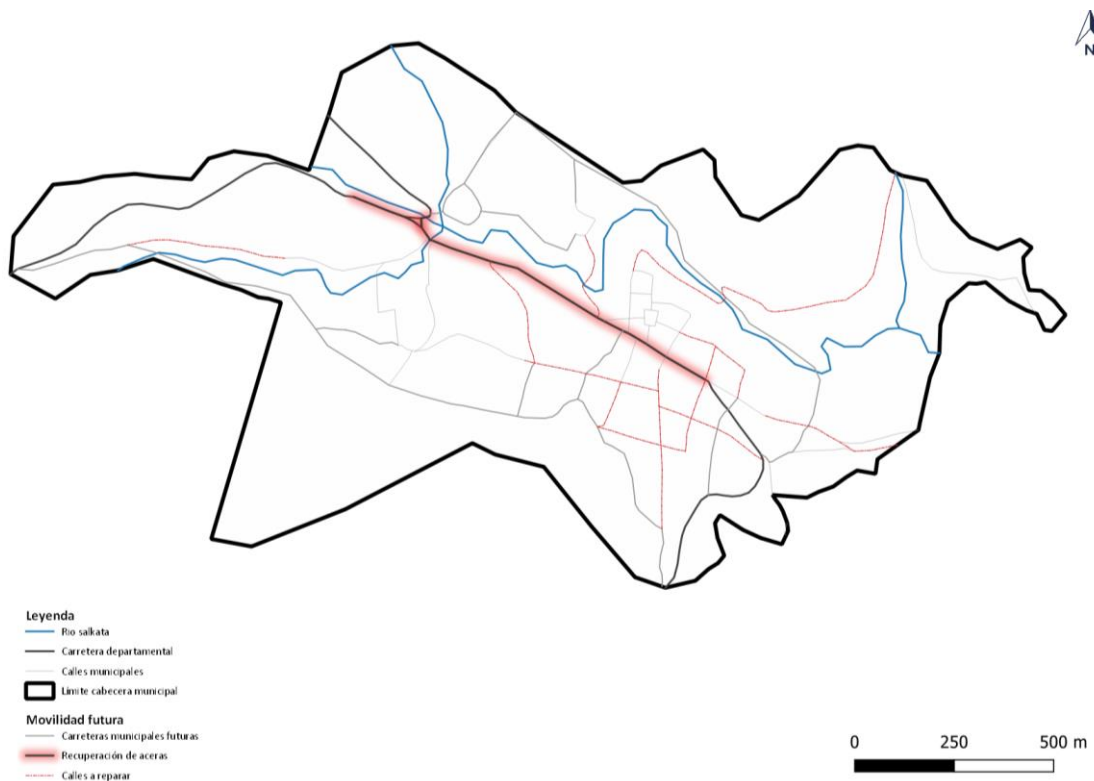 N
Leyenda
Rio salkata
Carretera departamental
Calles municipales
Límite cabecera municipal
Movilidad futura
Carreteras municipales futuras
Recuperación de aceras
Calles a reparar
0 250 500 m